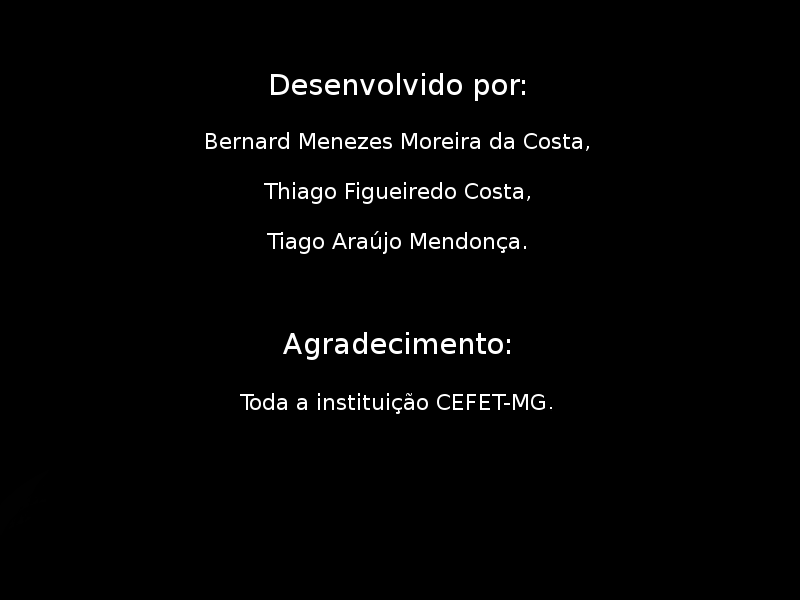 Desenvolvido por:
Bernard Menezes Moreira da Costa,
Thiago Figueiredo Costa,
Tiago Araújo Mendonça.
Agradecimento:
Toda a instituição CEFET-MG.